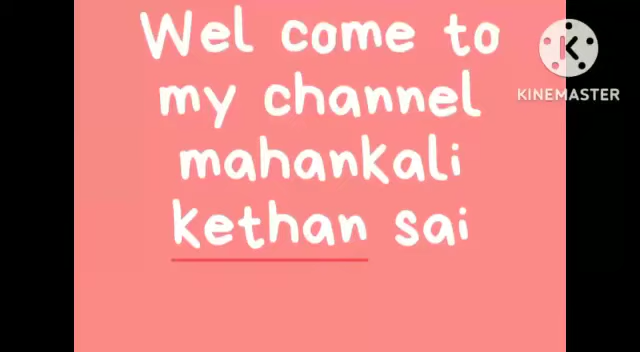 Wel come to
my channel
mahankali
kethan sai
KINEMASTER